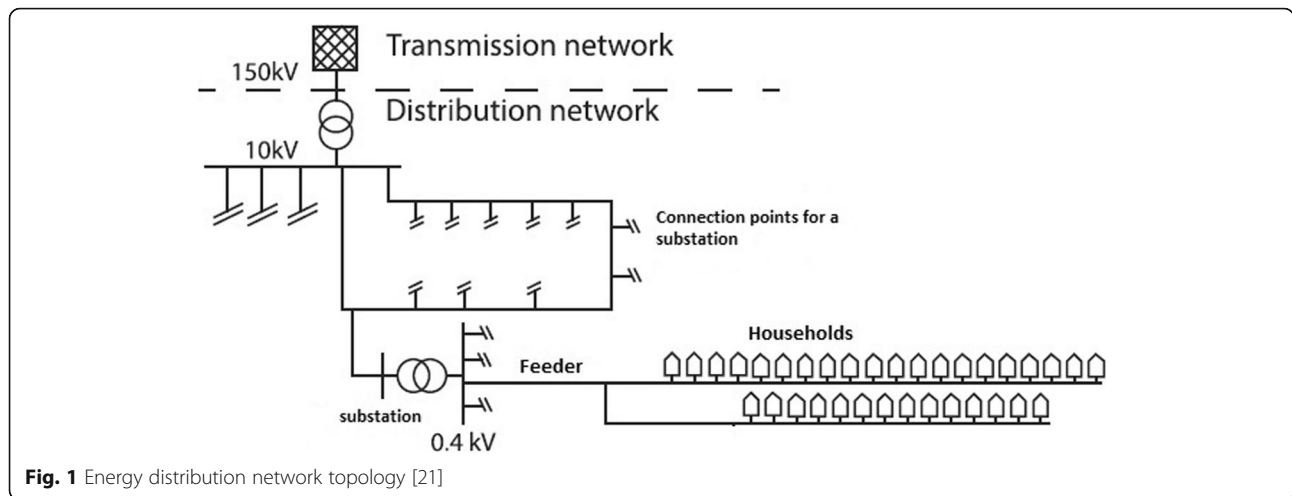 Transmission network
150kV
Distribution network
10kV
Connection points for a
substation
Households
Feeder
substation
0.4 kV
Fig. 1 Energy distribution network topology [21]